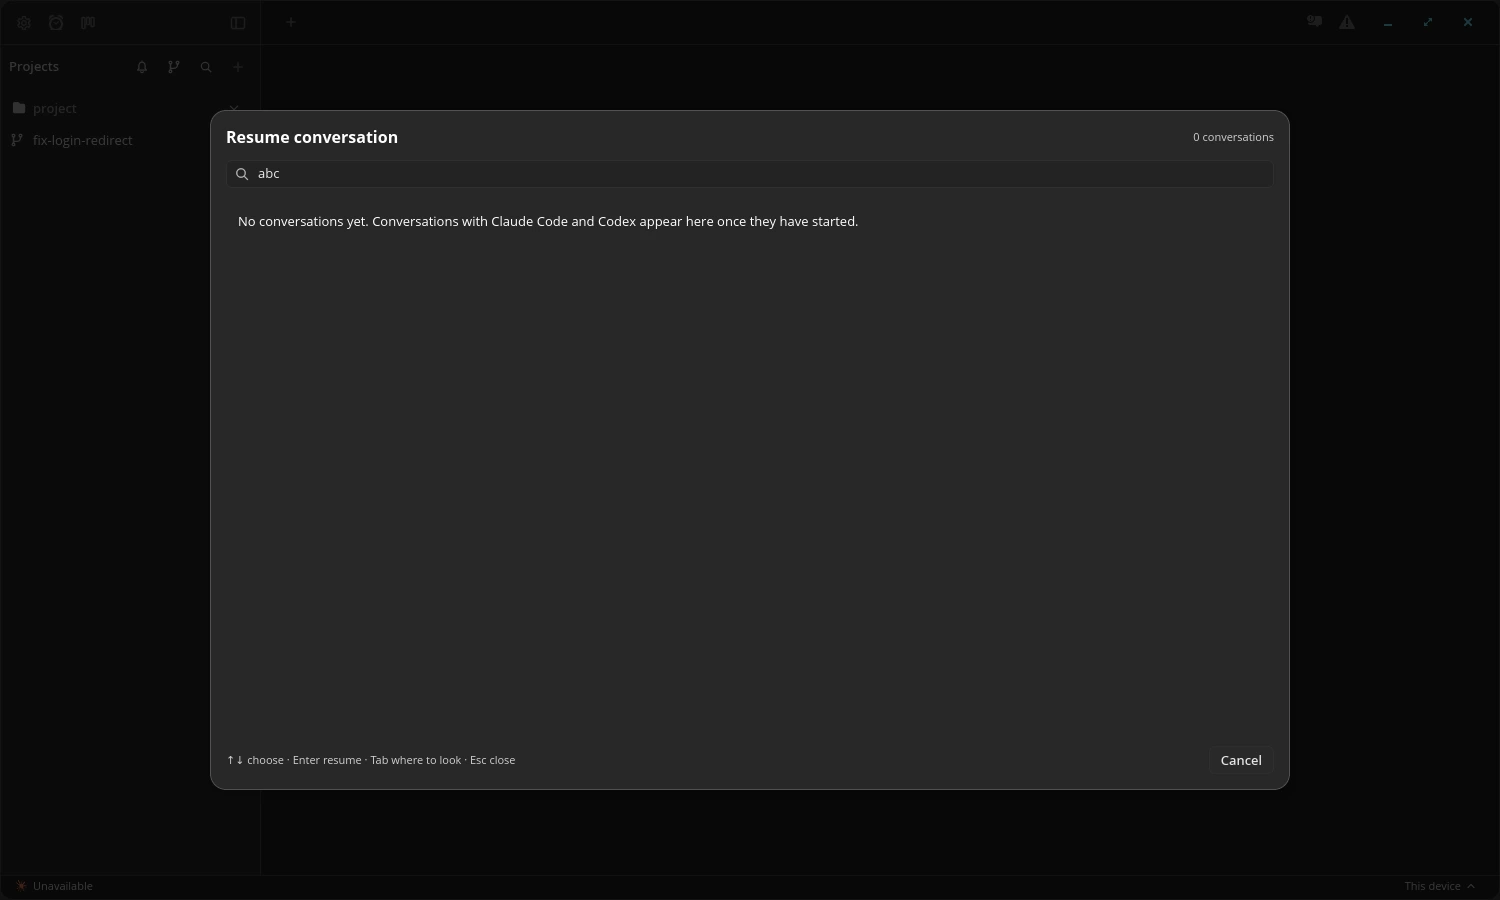 Projects
project
fix-login-redirect
Resume conversation
0 conversations
abc
No conversations yet. Conversations with Claude Code and Codex appear here once they have started.
↑↓ choose · Enter resume · Tab where to look · Esc close
Cancel
Unavailable
This device